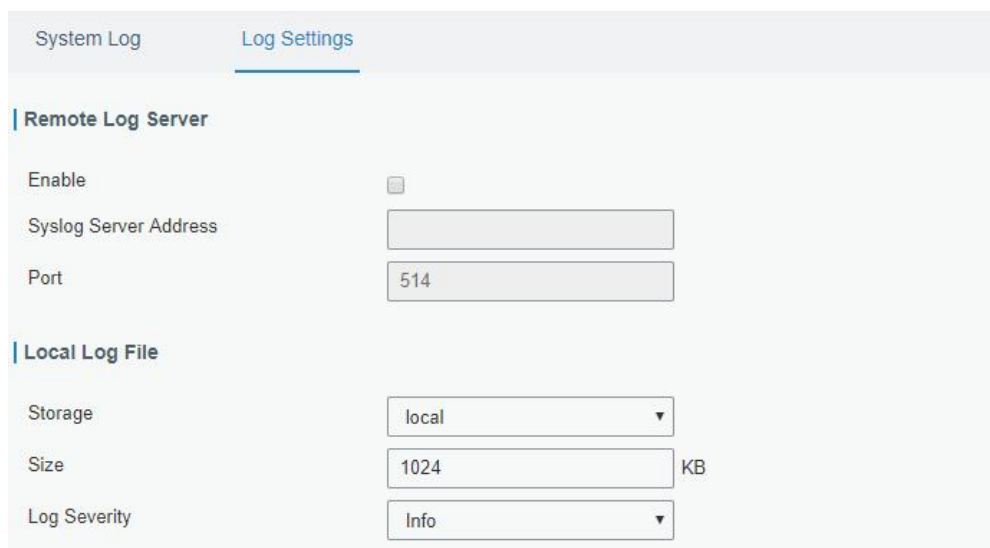 System Log Log Settings
Remote Log Server
Enable
Syslog Server Address
Port 514
Local Log File
Storage local
Size 1024 KB
Log Severity Info